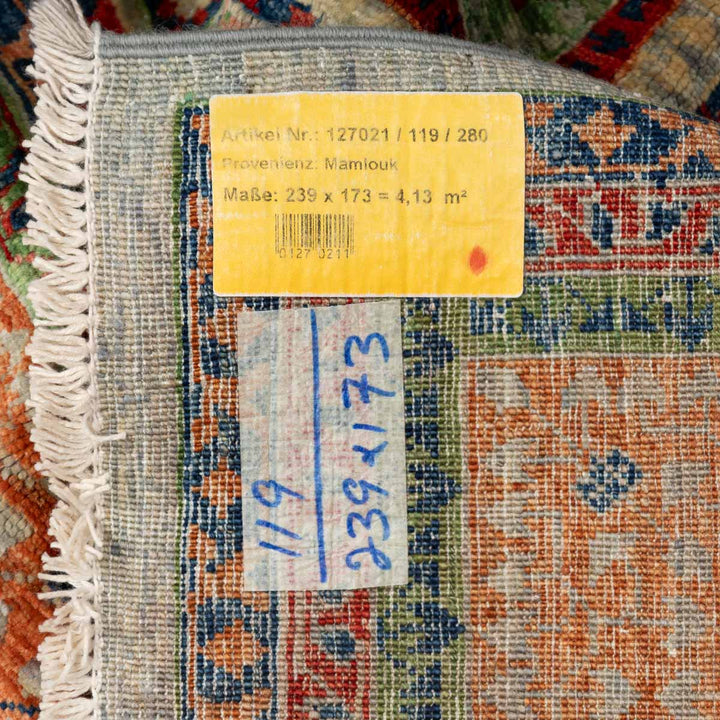 Artikel Nr.: 127021 / 119 / 280
Provenienz: Mamlouk
Maße: 239 x 173 = 4,13 m²
0127 0211
119
239x173